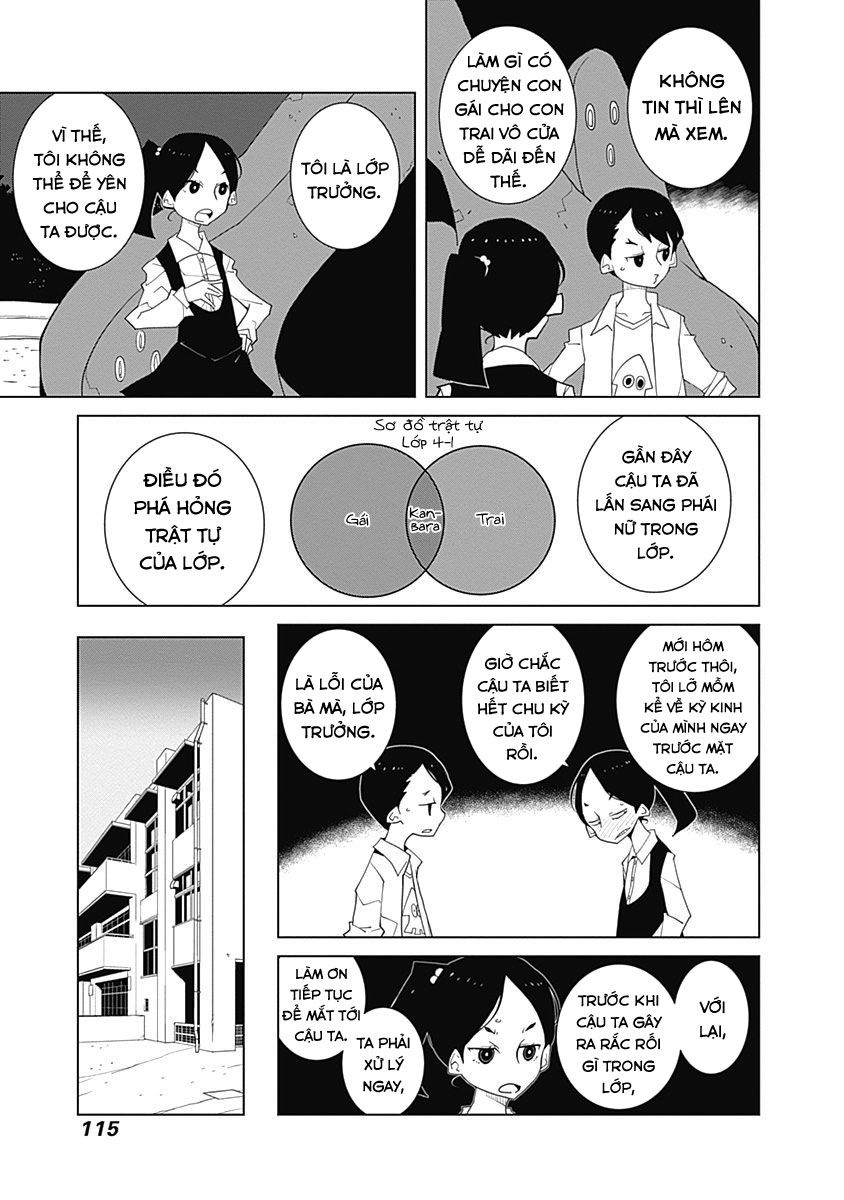 KHÔNG
TIN THÌ LÊN
MÀ XEM.
LÀM GÌ CÓ
CHUYỆN CON
GÁI CHO CON
TRAI VÔ CỬA
DỄ DÃI ĐẾN
THẾ.
TÔI LÀ LỚP
TRƯỞNG.
VÌ THẾ,
TÔI KHÔNG
THỂ ĐỂ YÊN
CHO CẬU
TA ĐƯỢC.
GẦN ĐÂY
CẬU TA ĐÃ
LẤN SANG PHÁI
NỮ TRONG
LỚP.
Sơ đồ trật tự
Lớp 4-1
Gái
Kan-
Bara
Trai
ĐIỀU ĐÓ
PHÁ HỎNG
TRẬT TỰ
CỦA LỚP.
MỚI HÔM
TRƯỚC THÔI,
TÔI LỠ MỒM
KỂ VỀ KỲ KINH
CỦA MÌNH NGAY
TRƯỚC MẶT
CẬU TA.
GIỜ CHẮC
CẬU TA BIẾT
HẾT CHU KỲ
CỦA TÔI
RỒI.
LÀ LỖI CỦA
BÀ MÀ, LỚP
TRƯỞNG.
VỚI
LẠI,
TRƯỚC KHI
CẬU TA GÂY
RA RẮC RỐI
GÌ TRONG
LỚP,
TA PHẢI
XỬ LÝ
NGAY,
LÀM ƠN
TIẾP TỤC
ĐỂ MẮT TỚI
CẬU TA.
115